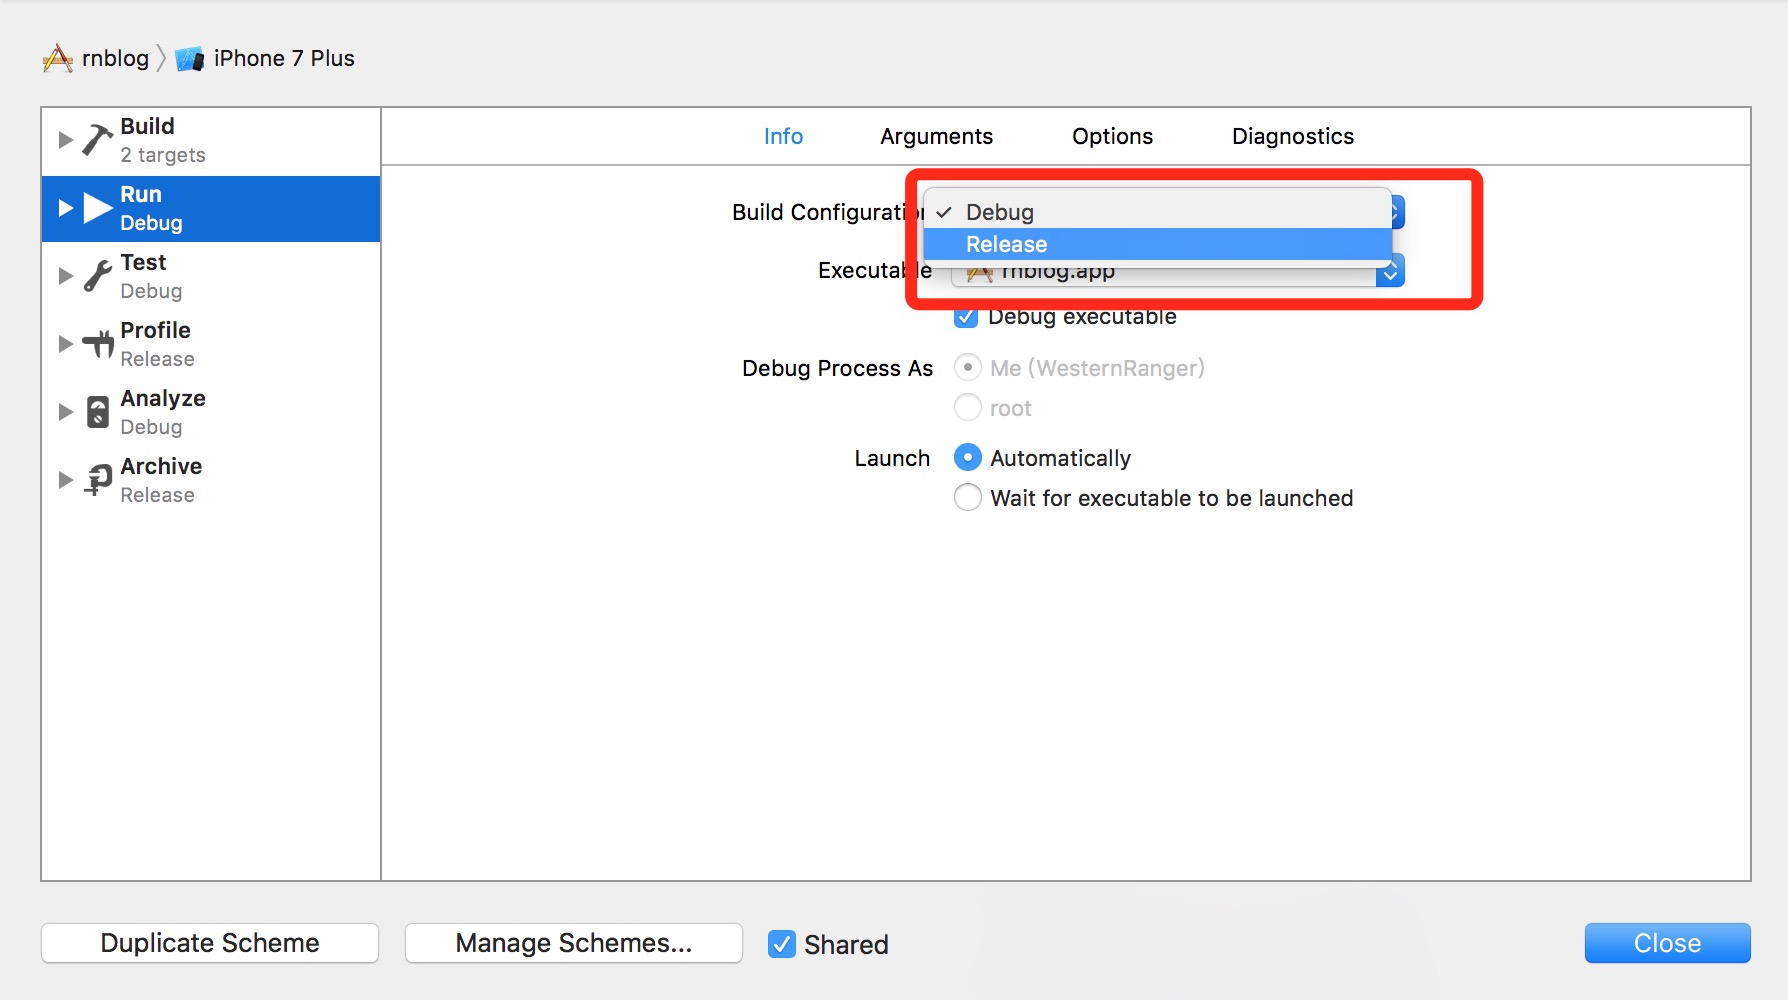 rnblog iPhone 7 Plus
Build
2 targets
Run
Debug
Test
Debug
Profile
Release
Analyze
Debug
Archive
Release
Info Arguments Options Diagnostics
Build Configuration
Debug
Release
Executable rnblog.app
Debug executable
Debug Process As Me (WesternRanger)
root
Launch Automatically
Wait for executable to be launched
Duplicate Scheme Manage Schemes... Shared Close